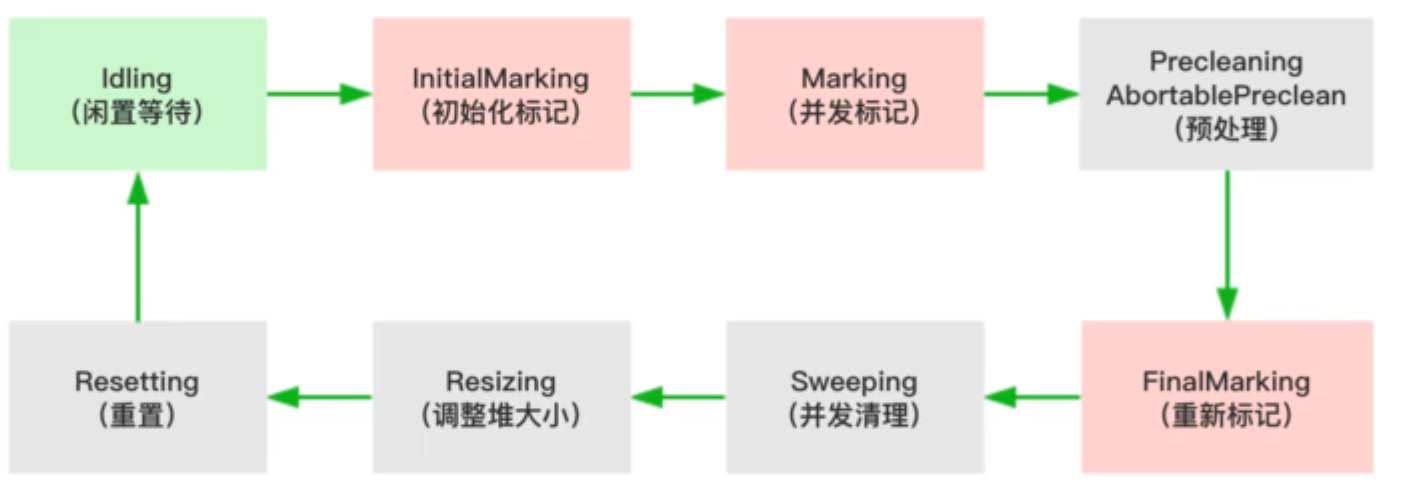 Idling
（闲置等待）
InitialMarking
（初始化标记）
Marking
（并发标记）
Precleaning
AbortablePreclean
（预处理）
Resetting
（重置）
Resizing
（调整堆大小）
Sweeping
（并发清理）
FinalMarking
（重新标记）